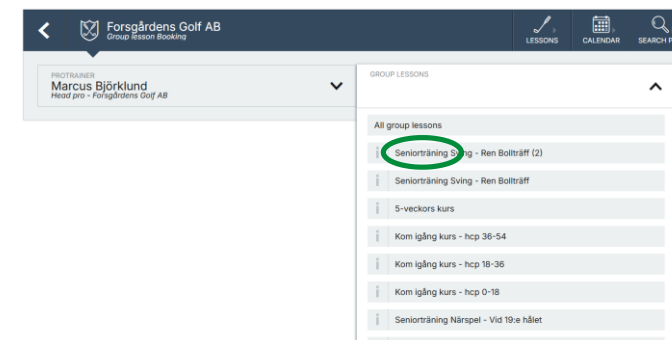 Forsgårdens Golf AB
Group lesson Booking
LESSONS
CALENDAR
SEARCH P
PROTRAINER
Marcus Björklund
Head pro - Forsgårdens Golf AB
GROUP LESSONS
All group lessons
Seniorträning Sving - Ren Bollträff (2)
Seniorträning Sving - Ren Bollträff
5-veckors kurs
Kom igång kurs - hcp 36-54
Kom igång kurs - hcp 18-36
Kom igång kurs - hcp 0-18
Seniorträning Närspel - Vid 19:e hålet